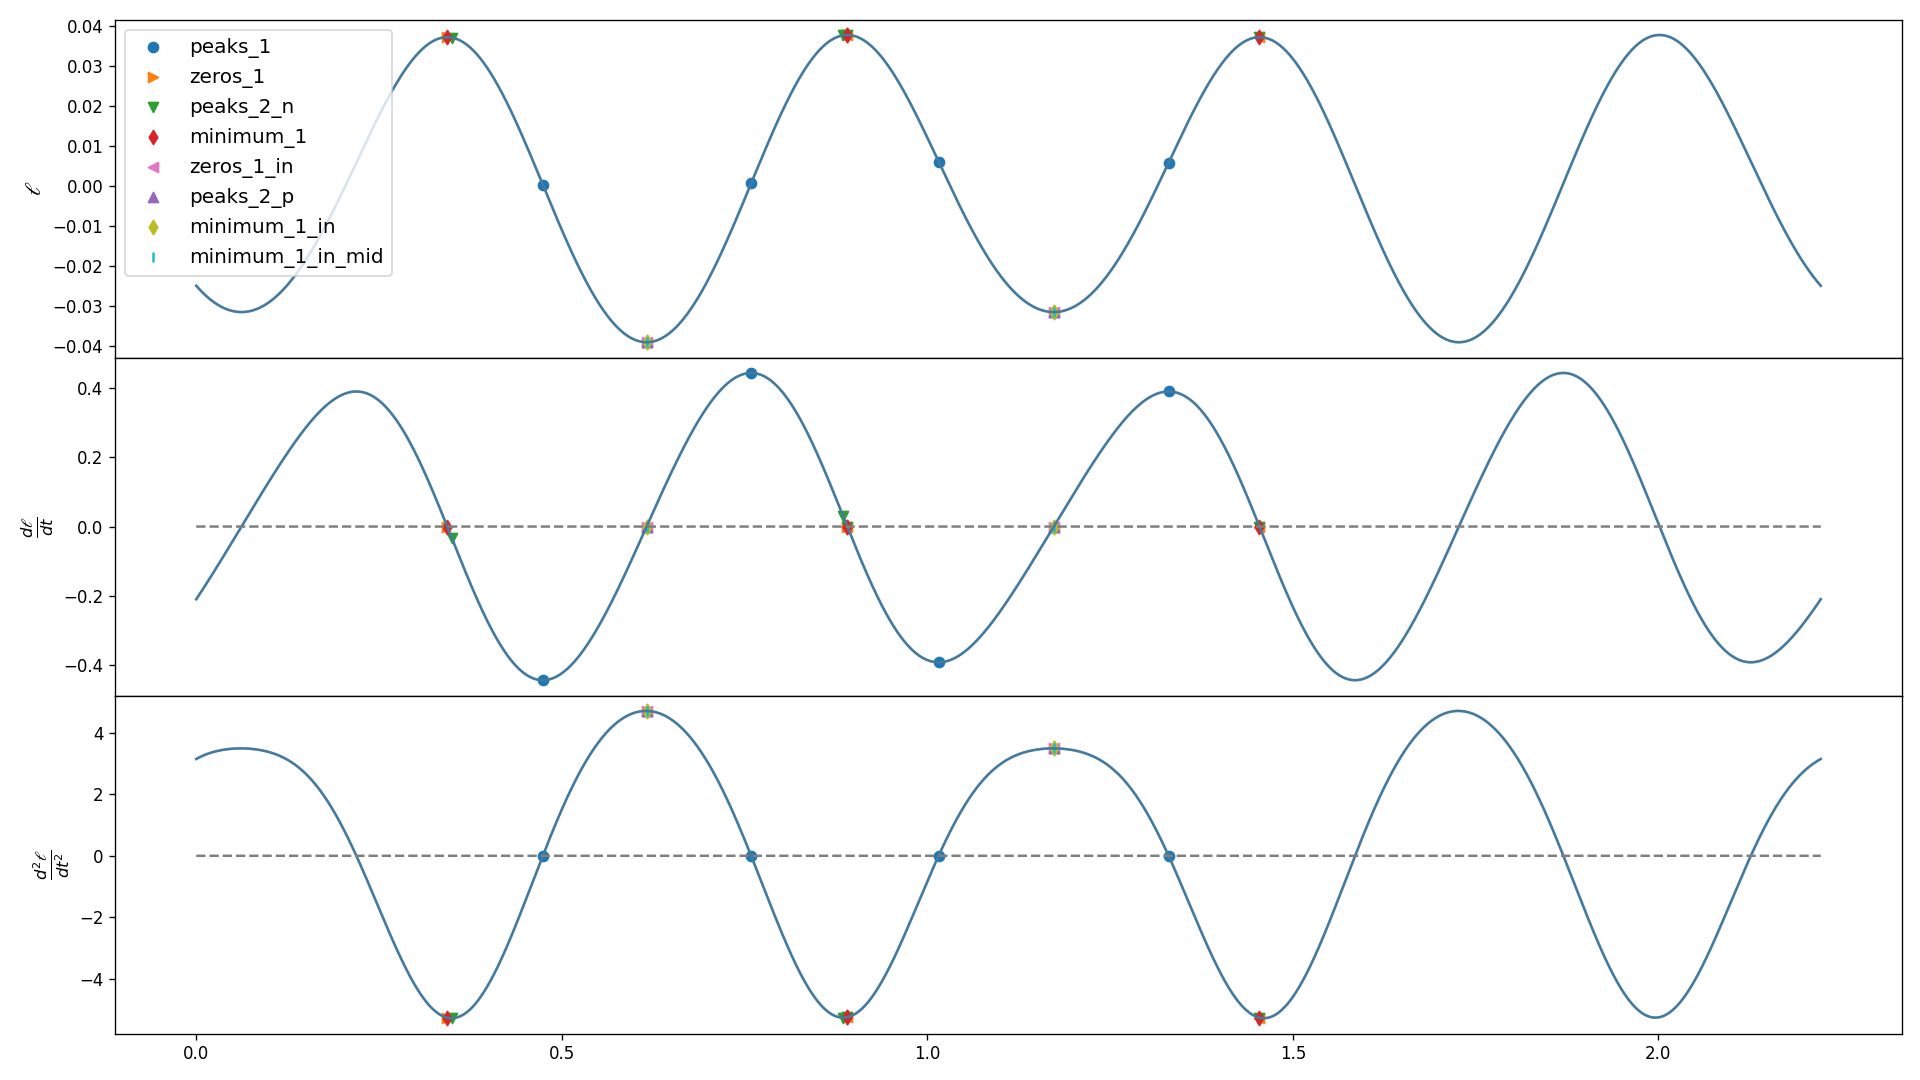 0.04
0.03
0.02
0.01
0.00
−0.01
−0.02
−0.03
−0.04
ℓ
peaks_1
zeros_1
peaks_2_n
minimum_1
zeros_1_in
peaks_2_p
minimum_1_in
minimum_1_in_mid
0.4
0.2
0.0
−0.2
−0.4
dℓ
dt
4
2
0
−2
−4
d²ℓ
dt²
0.0 0.5 1.0 1.5 2.0